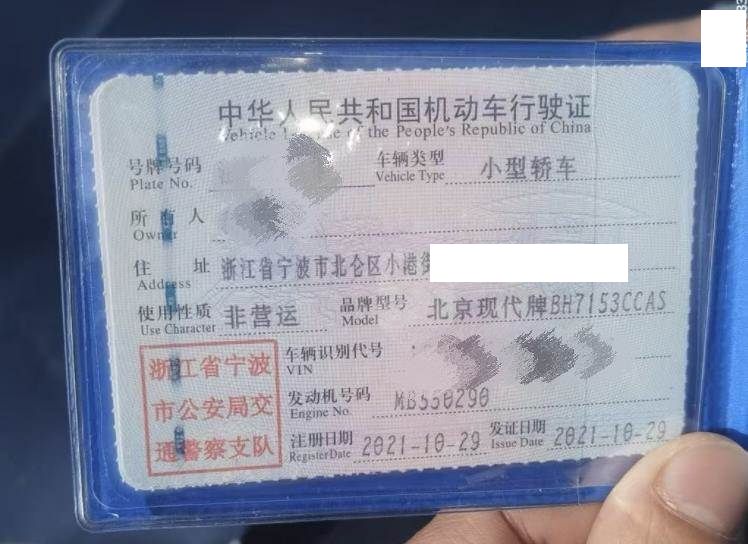 中华人民共和国机动车行驶证
Vehicle of the People's Republic of China
号牌号码 车辆类型 小型轿车
Plate No. Vehicle Type
所有人
Owner
住址 浙江省宁波市北仑区小港街
Address
使用性质 非营运 品牌型号 北京现代牌BH7153CCAS
Use Character Model
浙江省宁波
市公安局交
通警察支队
车辆识别代号
VIN
发动机号码 MB550290
Engine No.
注册日期 2021-10-29 发证日期 2021-10-29
Register Date Issue Date